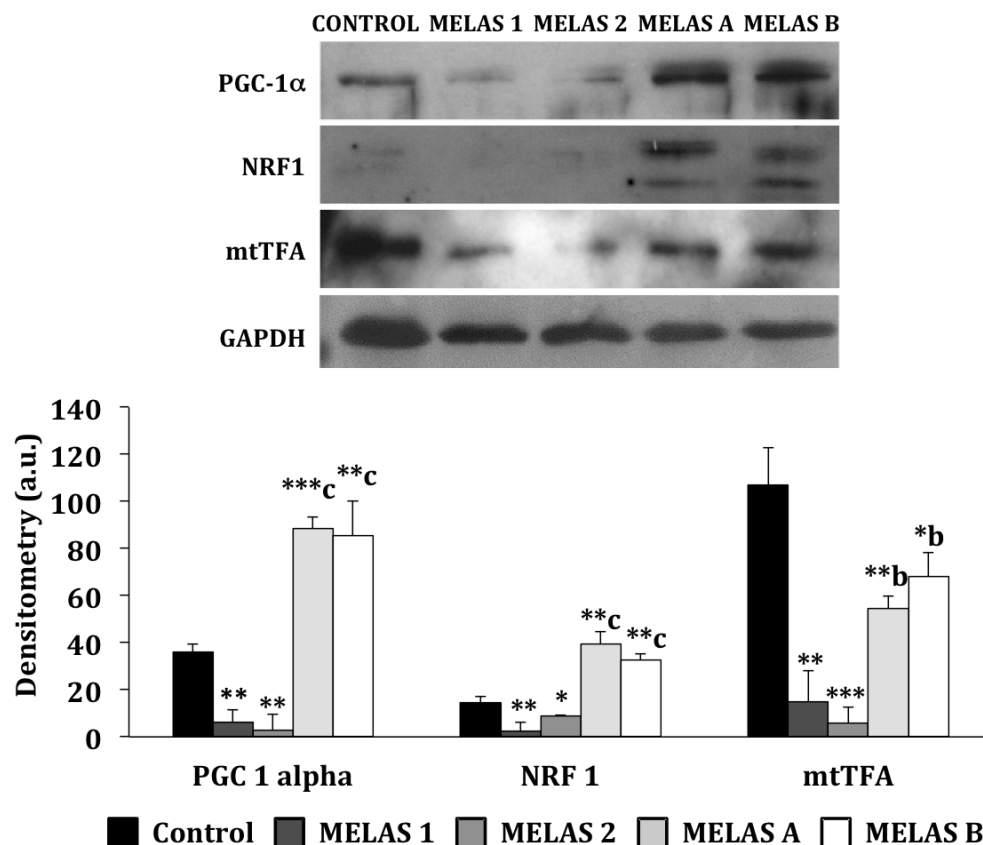 CONTROL MELAS 1 MELAS 2 MELAS A MELAS B
PGC-1α
NRF1
mtTFA
GAPDH
Densitometry (a.u.)
140
120
100
80
60
40
20
0
** ** ***c **c
** * **c **c
** *** **b *b
PGC 1 alpha NRF 1 mtTFA
Control MELAS 1 MELAS 2 MELAS A MELAS B